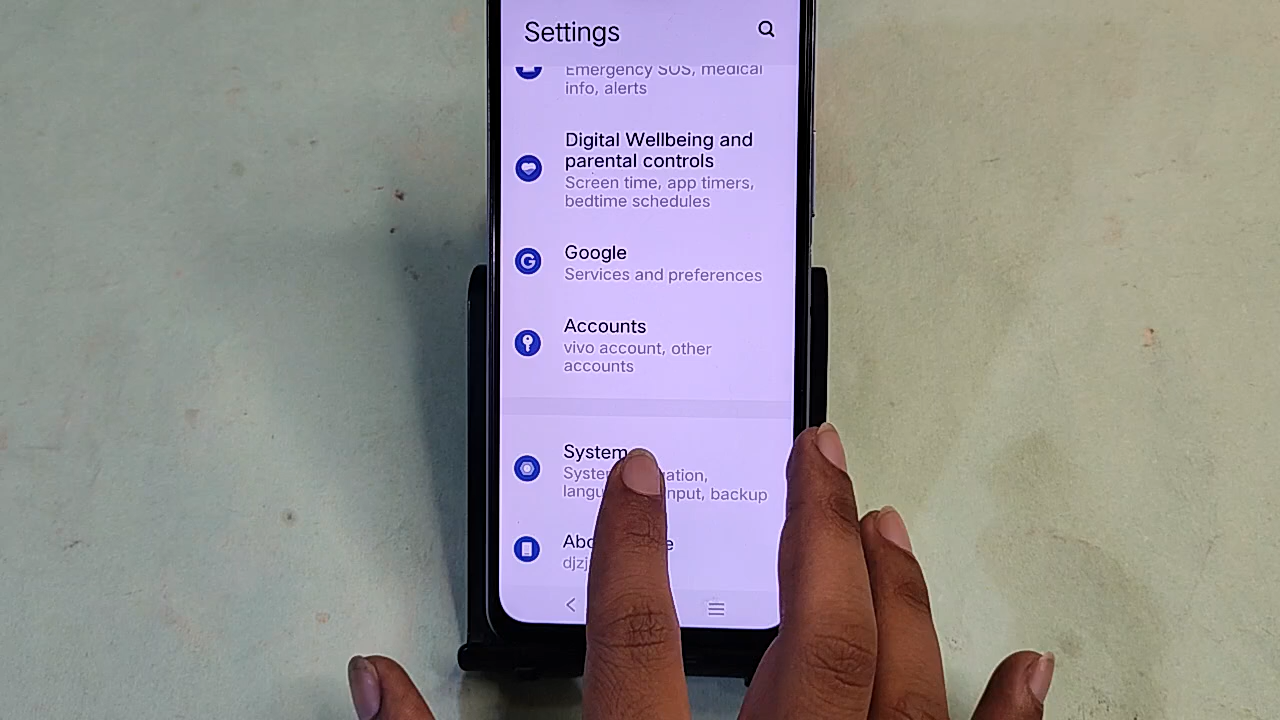 Settings
Emergency SOS, medical
info, alerts
Digital Wellbeing and
parental controls
Screen time, app timers,
bedtime schedules
Google
Services and preferences
Accounts
vivo account, other
accounts
System
input, backup